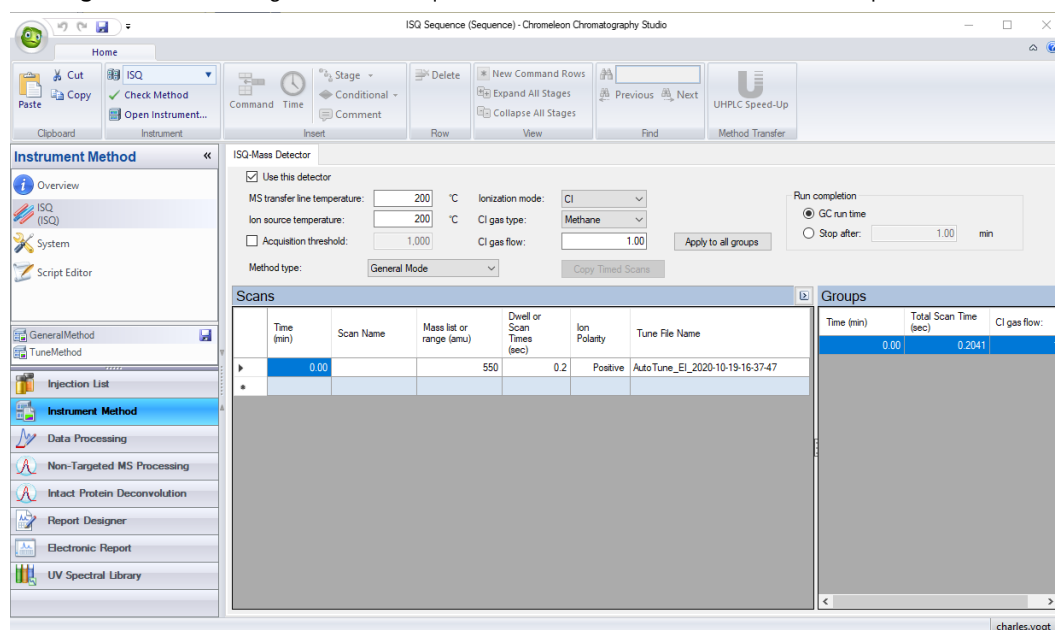 ISQ Sequence (Sequence) - Chromeleon Chromatography Studio
Home
Cut
Copy
Paste
Clipboard
ISQ
Check Method
Open Instrument...
Instrument
Command
Time
Stage
Conditional
Comment
Insert
Delete
Row
New Command Rows
Expand All Stages
Collapse All Stages
View
Previous Next
Find
UHPLC Speed-Up
Method Transfer
Instrument Method «
Overview
ISQ
(ISQ)
System
Script Editor
GeneralMethod
TuneMethod
Injection List
Instrument Method
Data Processing
Non-Targeted MS Processing
Intact Protein Deconvolution
Report Designer
Electronic Report
UV Spectral Library
ISQ-Mass Detector
Use this detector
MS transfer line temperature: 200 °C Ionization mode: CI
Ion source temperature: 200 °C CI gas type: Methane
Acquisition threshold: 1,000 CI gas flow: 1.00 Apply to all groups
Method type: General Mode Copy Timed Scans
Run completion
GC run time
Stop after: 1.00 min
Scans
Time (min) Scan Name Mass list or range (amu) Dwell or Scan Times (sec) Ion Polarity Tune File Name
0.00 550 0.2 Positive AutoTune_EI_2020-10-19-16-37-47
Groups
Time (min) Total Scan Time (sec) CI gas flow:
0.00 0.2041
charles.vogt